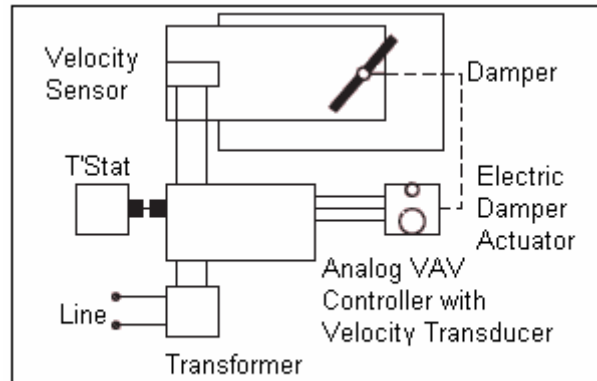 Velocity
Sensor
Damper
T'Stat
Electric
Damper
Actuator
Analog VAV
Controller with
Velocity Transducer
Line
Transformer